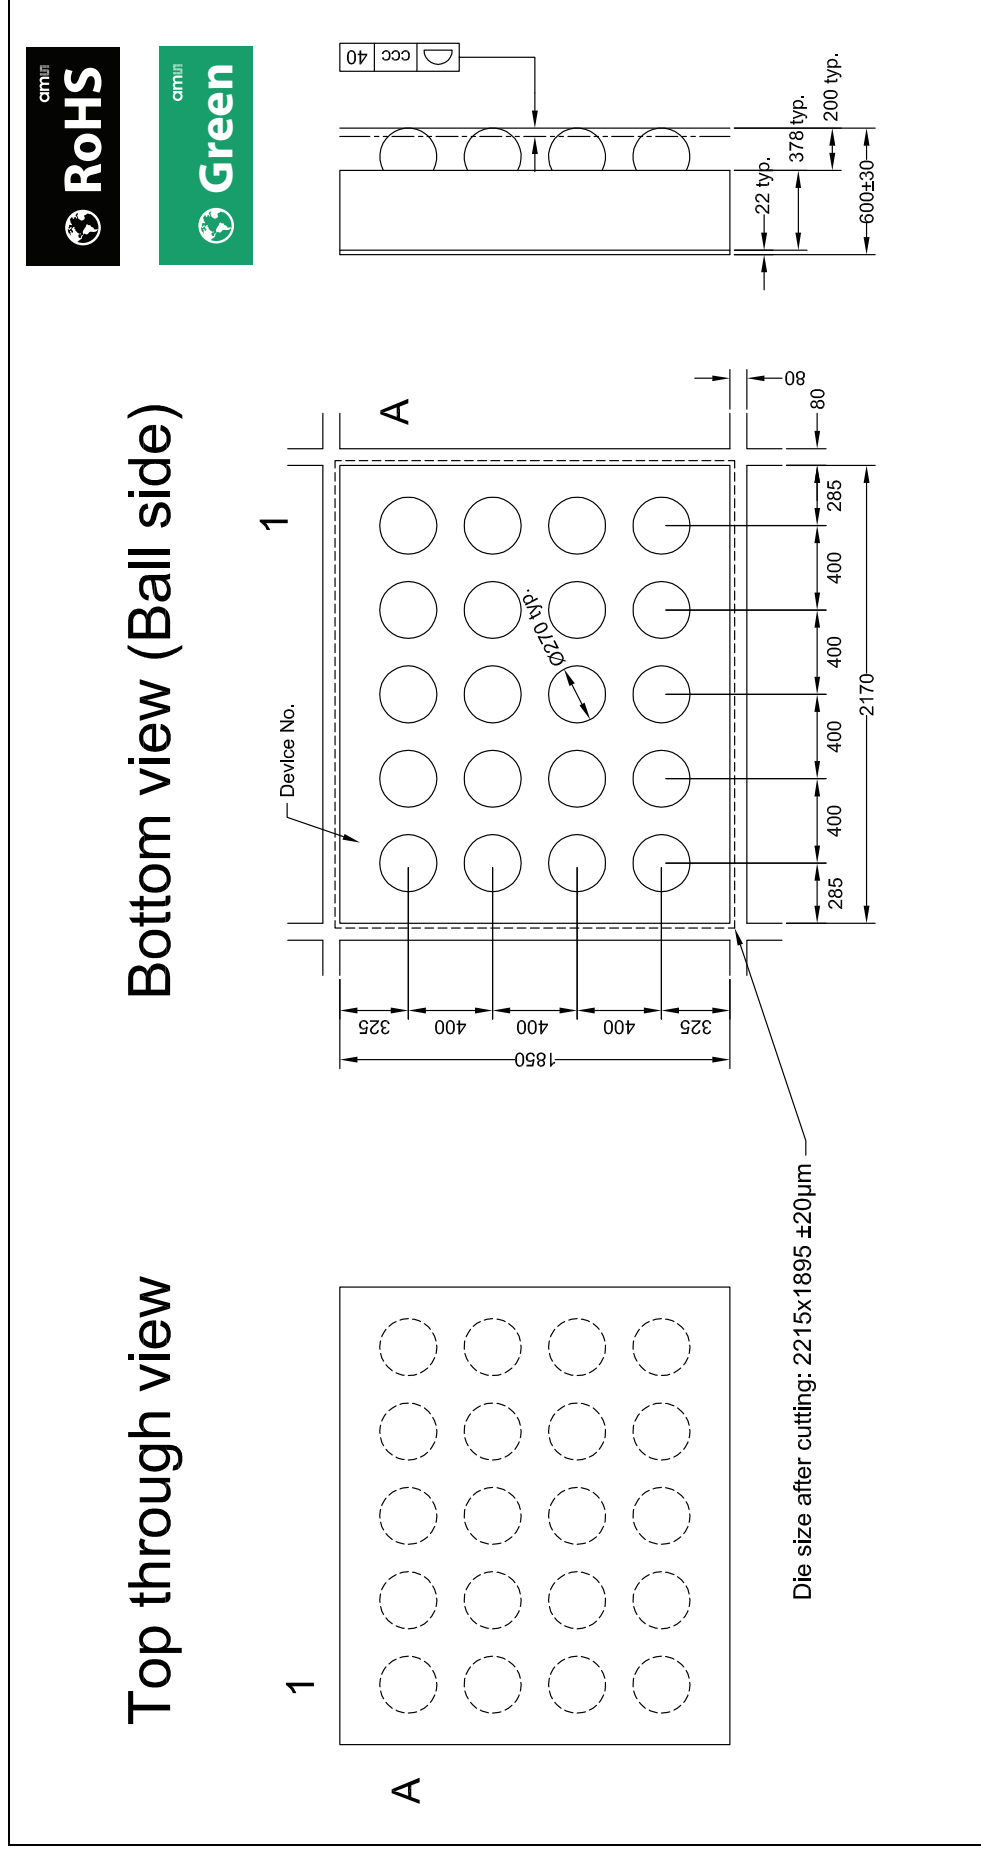 Top through view
1
A
Bottom view (Ball side)
1
A
Device No.
Ø270 typ.
325
400
400
400
325
1850
285
400
400
400
400
285
80
2170
80
Die size after cutting: 2215x1895 ±20µm
am
RoHS
am
Green
40
ccc
22 typ.
378 typ.
200 typ.
600±30